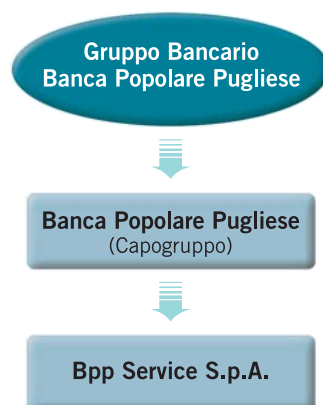 Gruppo Bancario
Banca Popolare Pugliese
Banca Popolare Pugliese
(Capogruppo)
Bpp Service S.p.A.